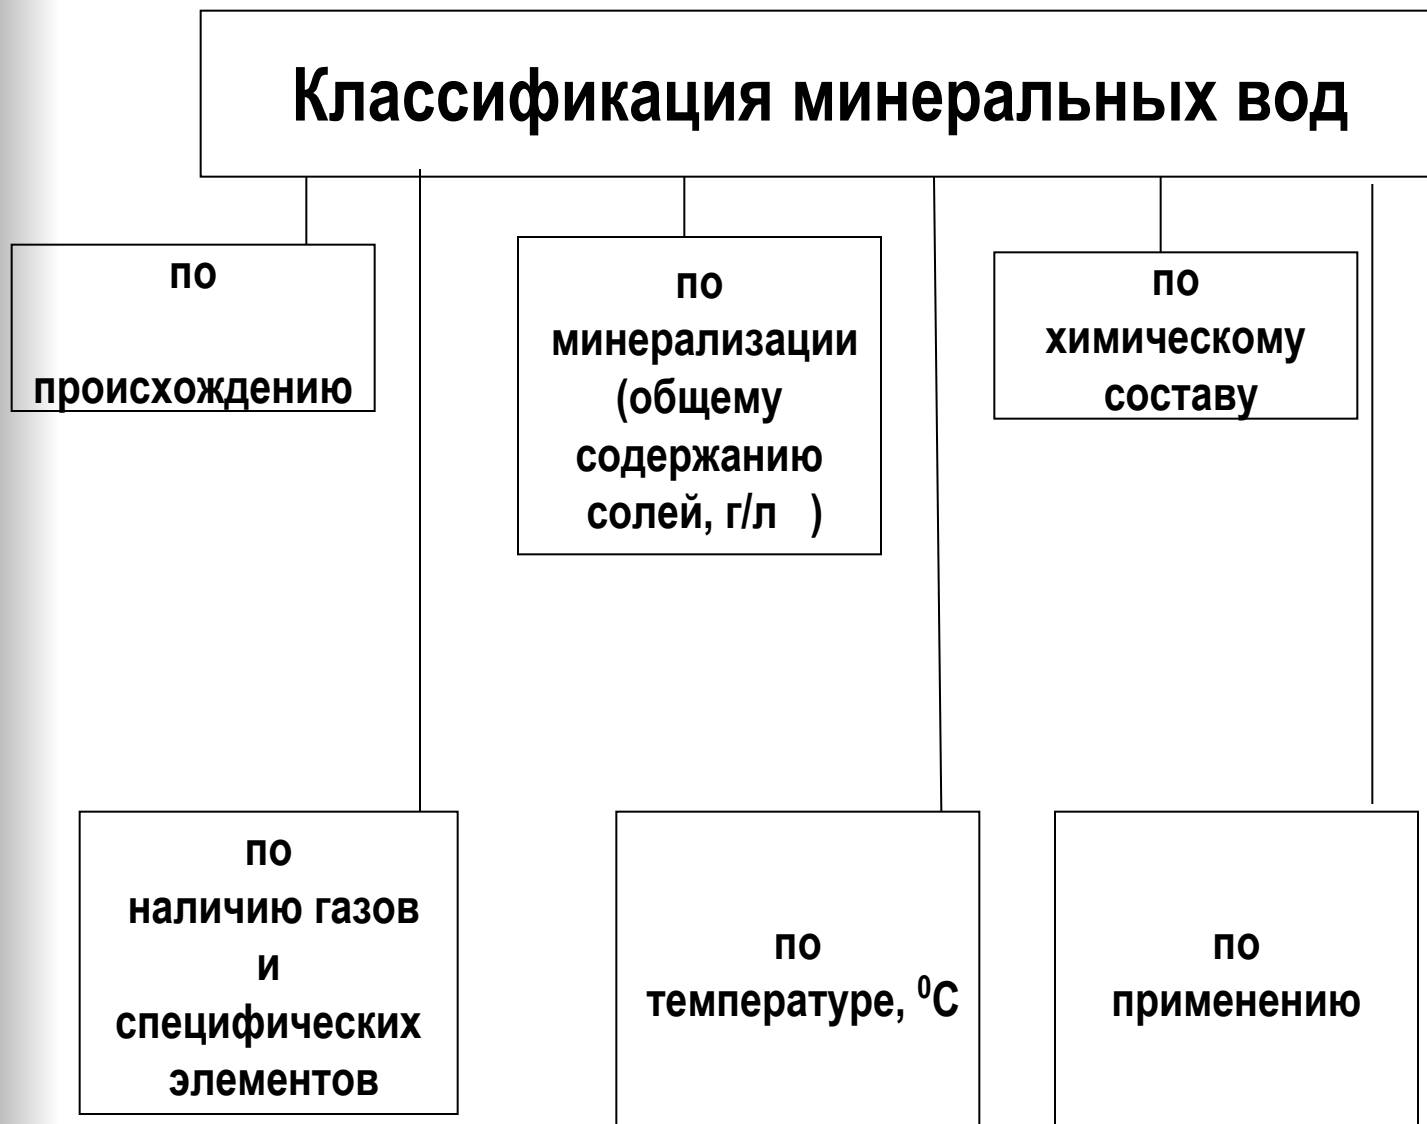 Классификация минеральных вод
по
происхождению
по
минерализации
(общему
содержанию
солей, г/л )
по
химическому
составу
по
наличию газов
и
специфических
элементов
по
температуре, ⁰С
по
применению